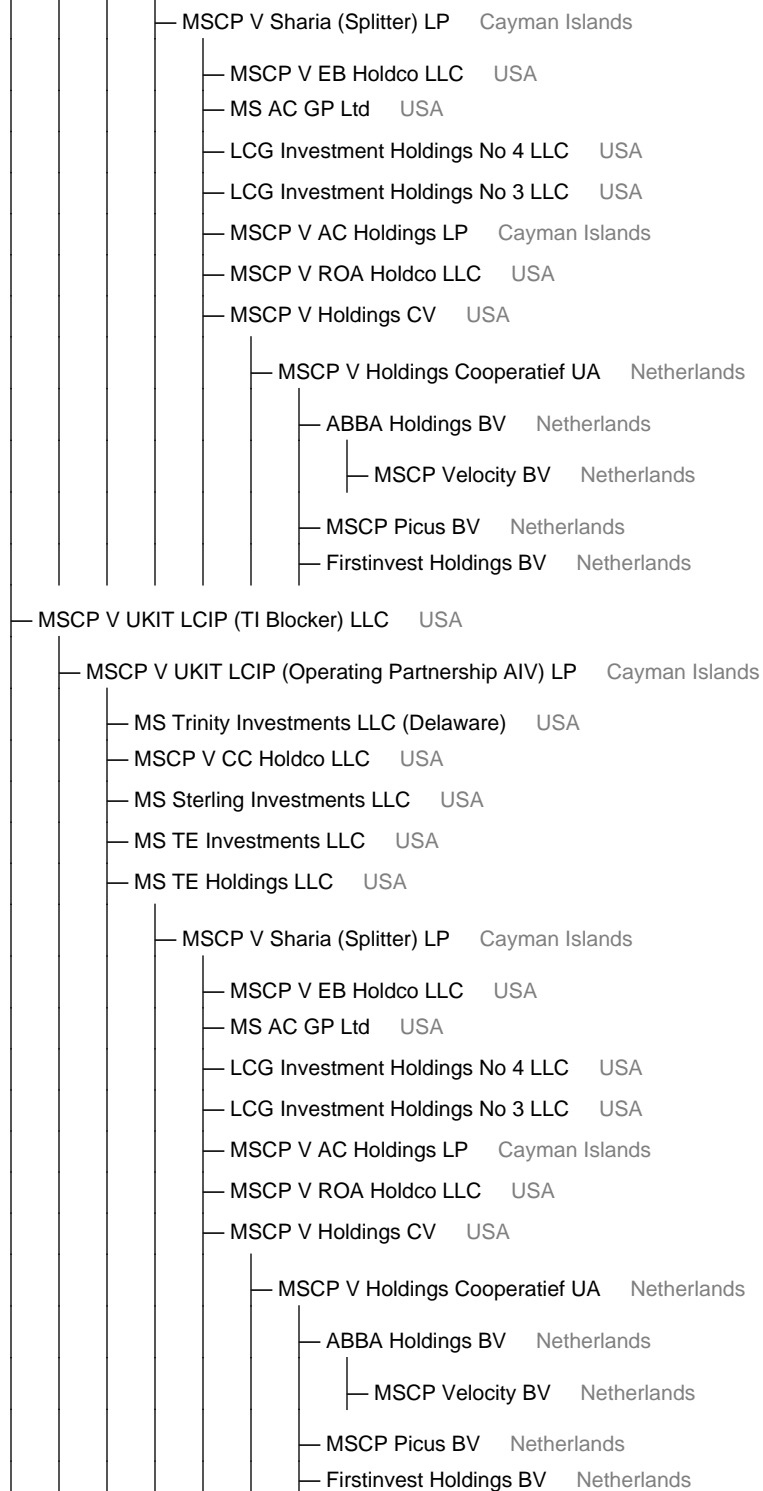 MSCP V Sharia (Splitter) LP Cayman Islands
MSCP V EB Holdco LLC USA
MS AC GP Ltd USA
LCG Investment Holdings No 4 LLC USA
LCG Investment Holdings No 3 LLC USA
MSCP V AC Holdings LP Cayman Islands
MSCP V ROA Holdco LLC USA
MSCP V Holdings CV USA
MSCP V Holdings Cooperatief UA Netherlands
ABBA Holdings BV Netherlands
MSCP Velocity BV Netherlands
MSCP Picus BV Netherlands
Firstinvest Holdings BV Netherlands
MSCP V UKIT LCIP (TI Blocker) LLC USA
MSCP V UKIT LCIP (Operating Partnership AIV) LP Cayman Islands
MS Trinity Investments LLC (Delaware) USA
MSCP V CC Holdco LLC USA
MS Sterling Investments LLC USA
MS TE Investments LLC USA
MS TE Holdings LLC USA
MSCP V Sharia (Splitter) LP Cayman Islands
MSCP V EB Holdco LLC USA
MS AC GP Ltd USA
LCG Investment Holdings No 4 LLC USA
LCG Investment Holdings No 3 LLC USA
MSCP V AC Holdings LP Cayman Islands
MSCP V ROA Holdco LLC USA
MSCP V Holdings CV USA
MSCP V Holdings Cooperatief UA Netherlands
ABBA Holdings BV Netherlands
MSCP Velocity BV Netherlands
MSCP Picus BV Netherlands
Firstinvest Holdings BV Netherlands